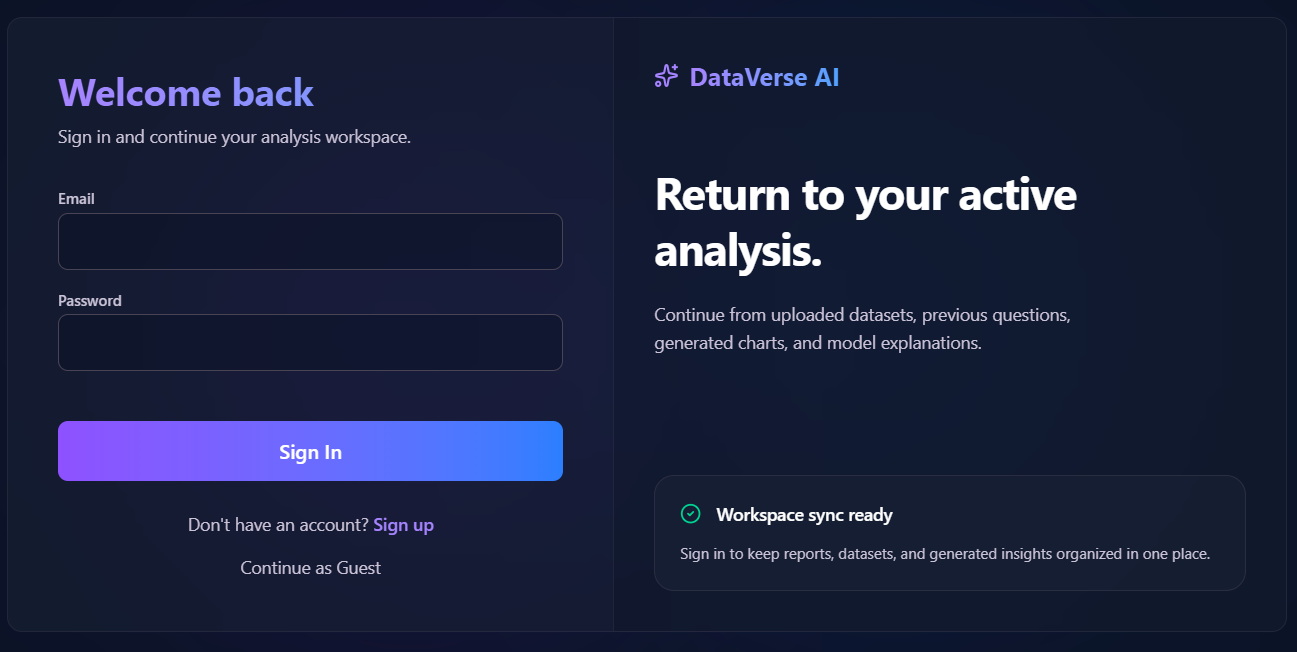 Welcome back
Sign in and continue your analysis workspace.
Email
Password
Sign In
Don't have an account? Sign up
Continue as Guest
DataVerse AI
Return to your active
analysis.
Continue from uploaded datasets, previous questions,
generated charts, and model explanations.
Workspace sync ready
Sign in to keep reports, datasets, and generated insights organized in one place.